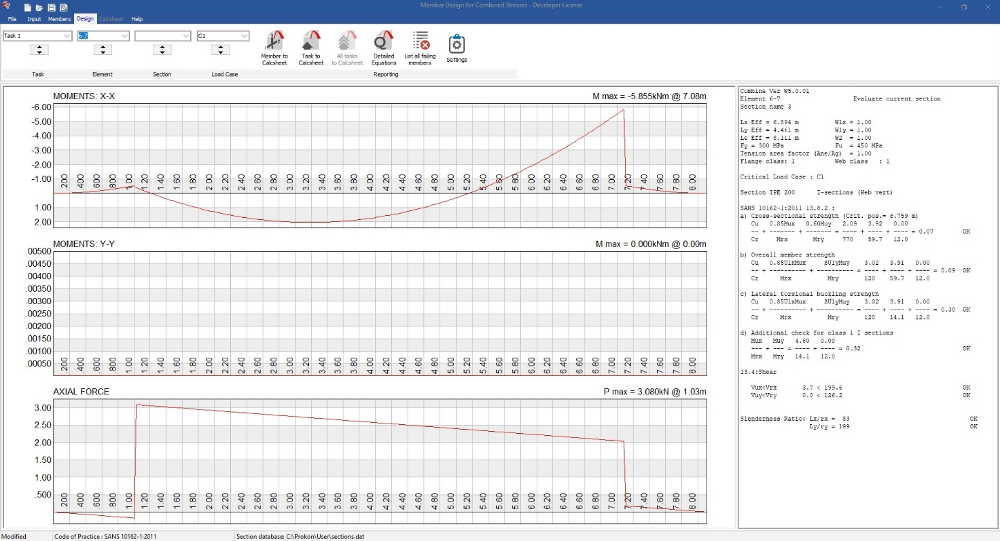 Member Design for Combined Stresses - Developer License
File Input Members Design Calcsheet Help
Task 1 6-7 C1
Member to Calcsheet
Task to Calcsheet
All tasks to Calcsheet
Detailed Equations
List all failing members
Settings
Task Element Section Load Case Reporting
MOMENTS: X-X M max = -5.855kNm @ 7.08m
-6.00
-5.00
-4.00
-3.00
-2.00
-1.00
.200 .400 .600 .800 1.00 1.20 1.40 1.60 1.80 2.00 2.20 2.40 2.60 2.80 3.00 3.20 3.40 3.60 3.80 4.00 4.20 4.40 4.60 4.80 5.00 5.20 5.40 5.60 5.80 6.00 6.20 6.40 6.60 6.80 7.00 7.20 7.40 7.60 7.80 8.00
1.00
2.00
MOMENTS: Y-Y M max = 0.000kNm @ 0.00m
.00500
.00450
.00400
.00350
.00300
.00250
.00200
.00150
.00100
.00050
.200 .400 .600 .800 1.00 1.20 1.40 1.60 1.80 2.00 2.20 2.40 2.60 2.80 3.00 3.20 3.40 3.60 3.80 4.00 4.20 4.40 4.60 4.80 5.00 5.20 5.40 5.60 5.80 6.00 6.20 6.40 6.60 6.80 7.00 7.20 7.40 7.60 7.80 8.00
AXIAL FORCE P max = 3.080kN @ 1.03m
3.00
2.50
2.00
1.50
1.00
.500
.200 .400 .600 .800 1.00 1.20 1.40 1.60 1.80 2.00 2.20 2.40 2.60 2.80 3.00 3.20 3.40 3.60 3.80 4.00 4.20 4.40 4.60 4.80 5.00 5.20 5.40 5.60 5.80 6.00 6.20 6.40 6.60 6.80 7.00 7.20 7.40 7.60 7.80 8.00
Combine Ver W5.0.01
Element 6-7 Evaluate current section
Section name 3
Lx Eff = 6.894 m W1x = 1.00
Ly Eff = 4.461 m W1y = 1.00
Le Eff = 8.111 m W2 = 1.00
Fy = 300 MPa Fu = 450 MPa
Tension area factor (Ane/Ag) = 1.00
Flange class: 1 Web class : 1
Critical Load Case : C1
Section IPE 200 I-sections (Web vert)
SANS 10162-1:2011 13.8.2 :
a) Cross-sectional strength (Crit. pos.= 6.759 m)
Cu 0.85Mux 0.60Muy 2.09 3.92 0.00
-- + ------- + ------- = ---- + ---- + ---- = 0.07 OK
Cr Mrx Mry 770 59.7 12.0
b) Overall member strength
Cu 0.85U1xMux ßU1yMuy 3.02 3.91 0.00
-- + ---------- + ---------- = ---- + ---- + ---- = 0.09 OK
Cr Mrx Mry 120 59.7 12.0
c) Lateral torsional buckling strength
Cu 0.85U1xMux ßU1yMuy 3.02 3.91 0.00
-- + ---------- + ---------- = ---- + ---- + ---- = 0.30 OK
Cr Mrx Mry 120 14.1 12.0
d) Additional check for class 1 I sections
Mux Muy 4.60 0.00
--- + --- = ---- + ---- = 0.32 OK
Mrx Mry 14.1 12.0
13.4:Shear
Vux<Vrx 3.7 < 199.6 OK
Vuy<Vry 0.0 < 126.2 OK
Slenderness Ratio: Lx/rx = 83 OK
Ly/ry = 199 OK
Modified Code of Practice : SANS 10162-1:2011 Section database: C:\Prokon\User\sections.dat